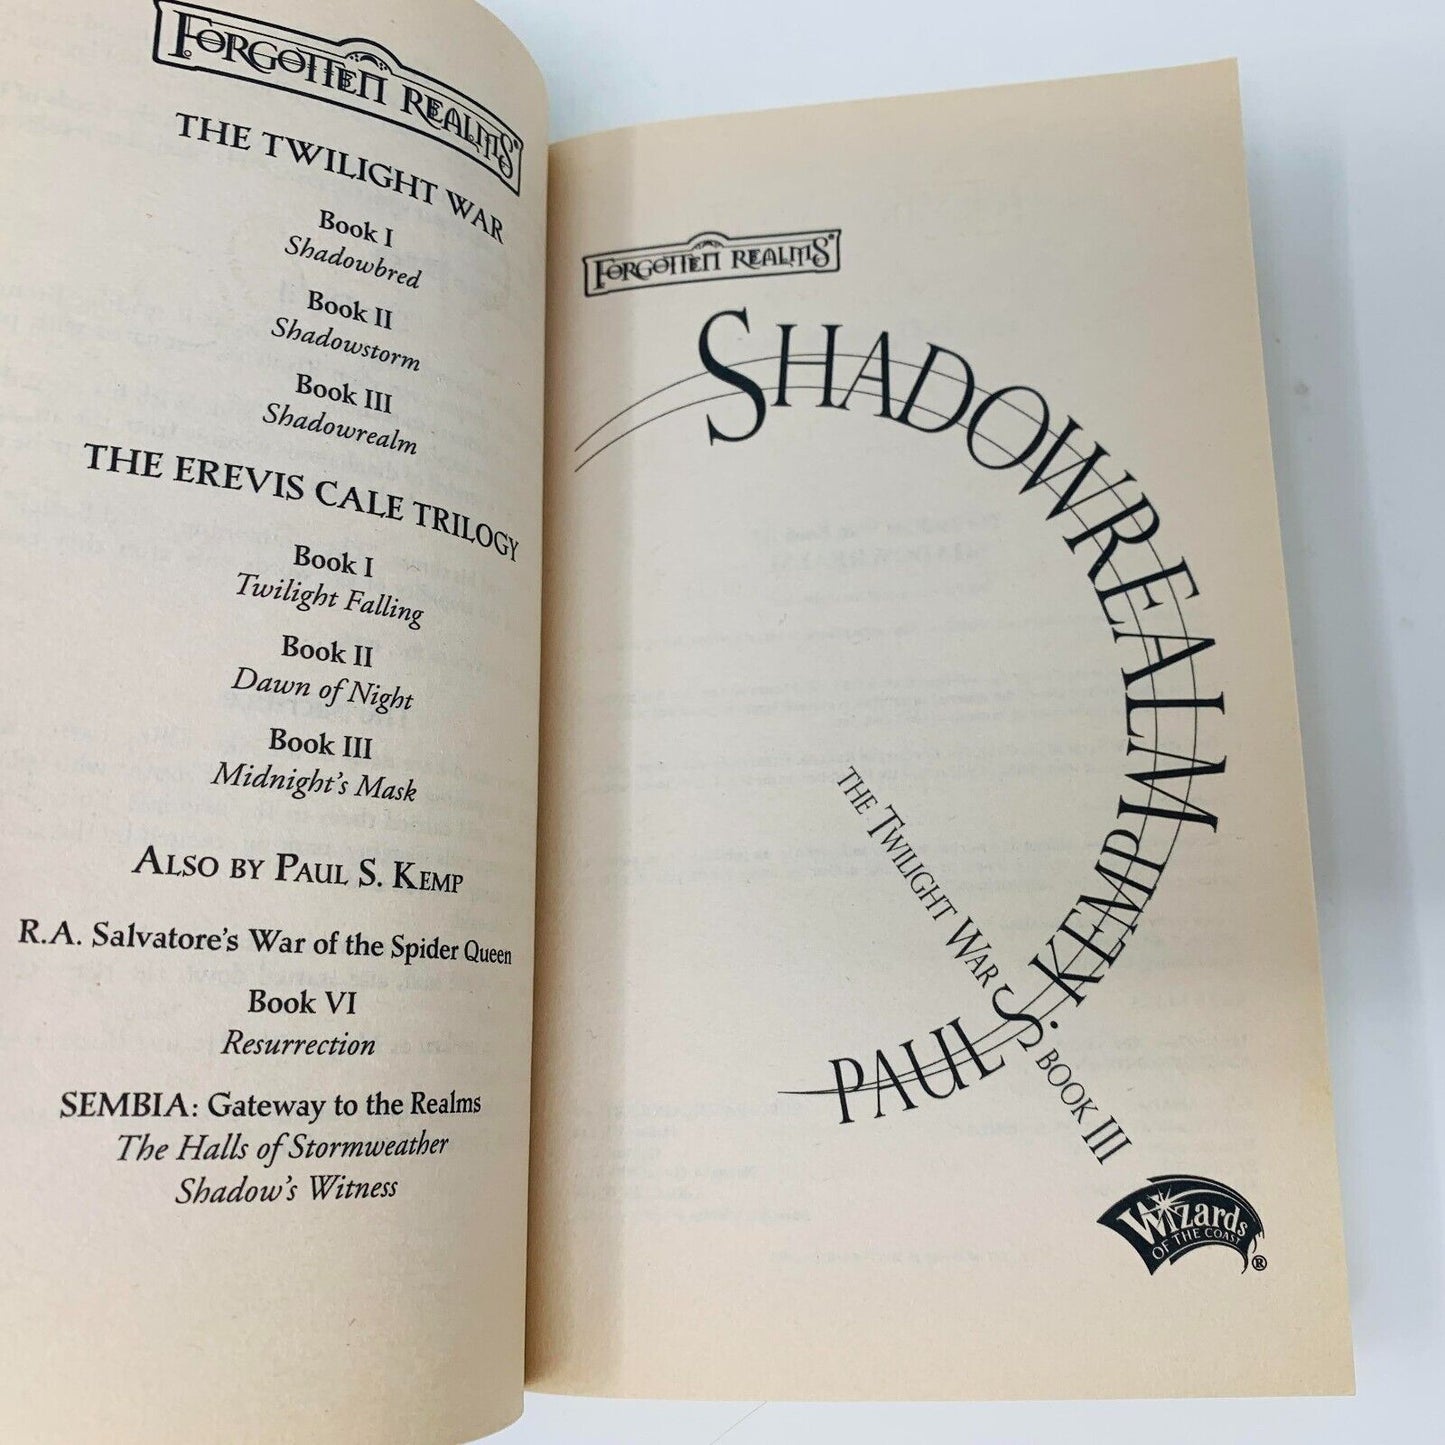 FORGOTTEN REALMS®
THE TWILIGHT WAR
Book I
Shadowbred
Book II
Shadowstorm
Book III
Shadowrealm
THE EREVIS CALE TRILOGY
Book I
Twilight Falling
Book II
Dawn of Night
Book III
Midnight's Mask
ALSO BY PAUL S. KEMP
R.A. Salvatore's War of the Spider Queen
Book VI
Resurrection
SEMBIA: Gateway to the Realms
The Halls of Stormweather
Shadow's Witness
FORGOTTEN REALMS®
SHADOWREALM
THE TWILIGHT WAR
BOOK III
PAUL S. KEMP
WIZARDS
OF THE COAST®